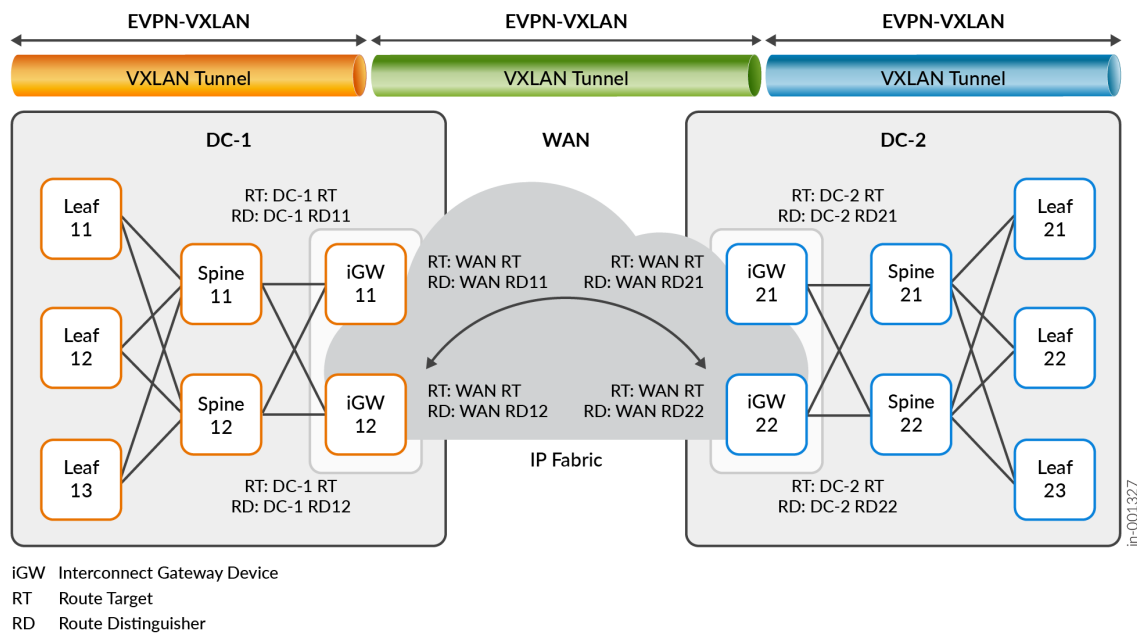 EVPN-VXLAN
EVPN-VXLAN
EVPN-VXLAN
VXLAN Tunnel
VXLAN Tunnel
VXLAN Tunnel
DC-1
WAN
DC-2
RT: DC-1 RT
RD: DC-1 RD11
RT: DC-2 RT
RD: DC-2 RD21
Leaf
11
Leaf
12
Leaf
13
Spine
11
Spine
12
iGW
11
iGW
12
RT: WAN RT
RD: WAN RD11
RT: WAN RT
RD: WAN RD21
RT: WAN RT
RD: WAN RD12
RT: WAN RT
RD: WAN RD22
IP Fabric
iGW
21
iGW
22
Spine
21
Spine
22
Leaf
21
Leaf
22
Leaf
23
RT: DC-1 RT
RD: DC-1 RD12
RT: DC-2 RT
RD: DC-2 RD22
jn-001327
iGW Interconnect Gateway Device
RT Route Target
RD Route Distinguisher